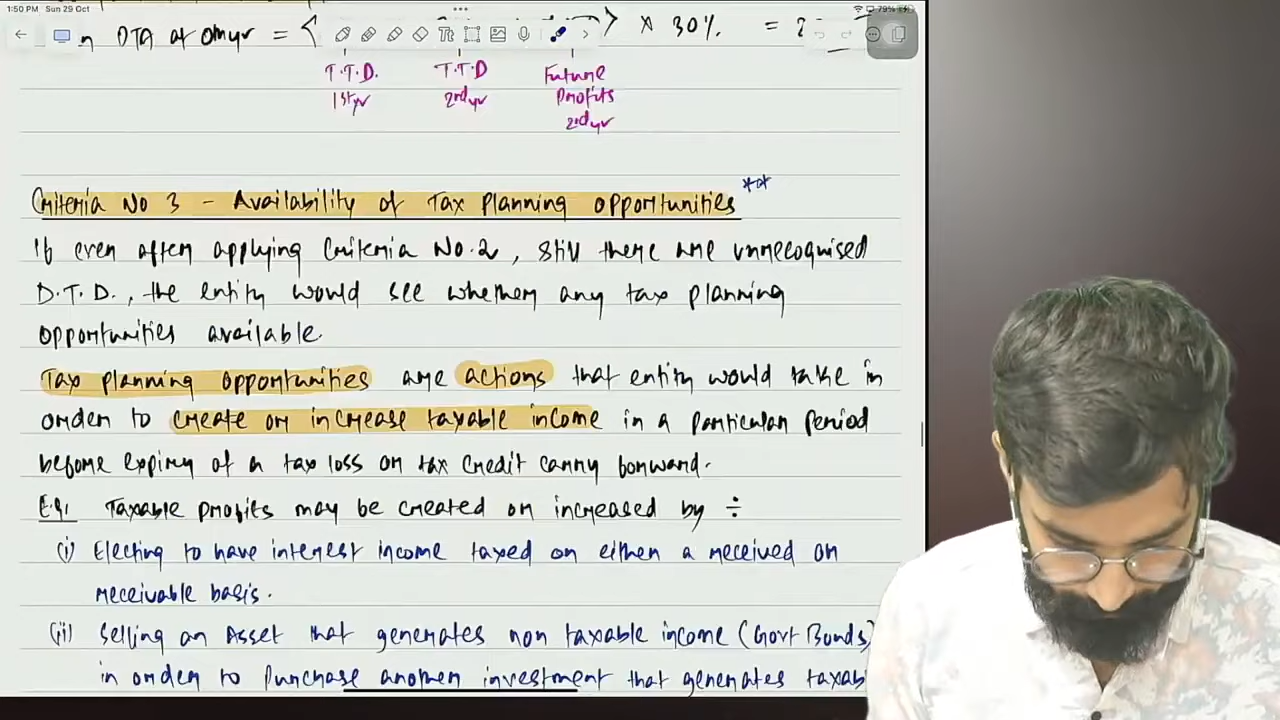 1:50 PM Sun 29 Oct
79%
DTA at 0th yr = < > × 30% =
T.T.D. T.T.D Future
1st yr 2nd yr Profits
2nd yr
Criteria No 3 - Availability of Tax Planning Opportunities
If even after applying Criteria No.2, still there are unrecognised
D.T.D., the entity would see whether any tax planning
opportunities available.
Tax planning opportunities are actions that entity would take in
order to create or increase taxable income in a particular period
before expiry of a tax loss or tax credit carry forward.
Eg: Taxable profits may be created or increased by ÷
(i) Electing to have interest income taxed on either a received or
receivable basis.
(ii) Selling an Asset that generates non taxable income (Govt Bonds)
in order to purchase another investment that generates taxab